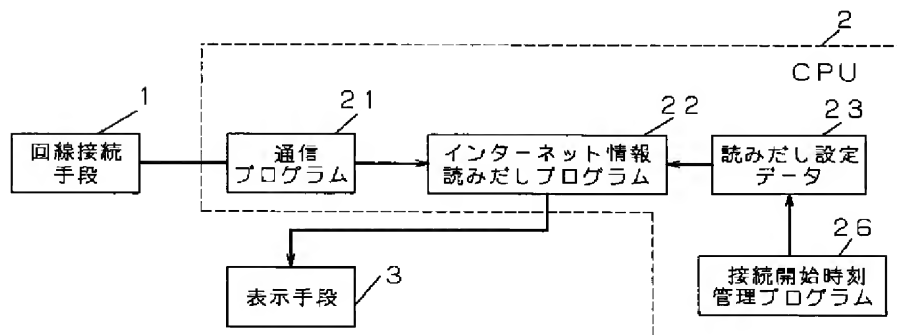 2
CPU
1
回線接続
手段
21
通信
プログラム
22
インターネット情報
読みだしプログラム
23
読みだし設定
データ
26
接続開始時刻
管理プログラム
3
表示手段